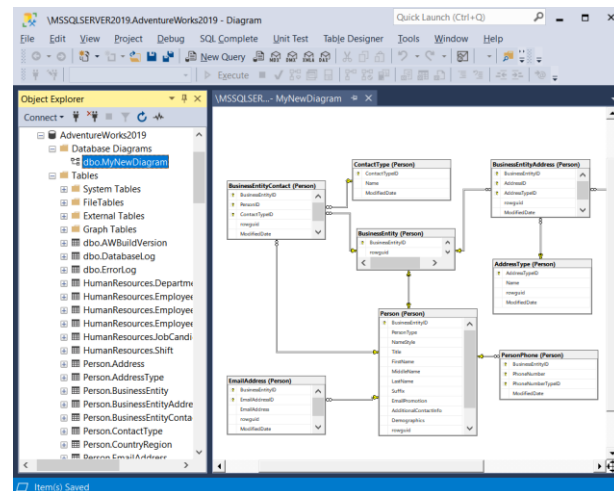 \MSSQLSERVER2019.AdventureWorks2019 - Diagram
Quick Launch (Ctrl+Q)
File Edit View Project Debug SQL Complete Unit Test Table Designer Tools Window Help
New Query
Execute
Object Explorer
\MSSQLSER...- MyNewDiagram
Connect
AdventureWorks2019
Database Diagrams
dbo.MyNewDiagram
Tables
System Tables
FileTables
External Tables
Graph Tables
dbo.AWBuildVersion
dbo.DatabaseLog
dbo.ErrorLog
HumanResources.Departme
HumanResources.Employee
HumanResources.Employee
HumanResources.Employee
HumanResources.JobCandi
HumanResources.Shift
Person.Address
Person.AddressType
Person.BusinessEntity
Person.BusinessEntityAddre
Person.BusinessEntityConta
Person.ContactType
Person.CountryRegion
Person.EmailAddress
BusinessEntityContact (Person)
BusinessEntityID
PersonID
ContactTypeID
rowguid
ModifiedDate
ContactType (Person)
ContactTypeID
Name
ModifiedDate
BusinessEntityAddress (Person)
BusinessEntityID
AddressID
AddressTypeID
rowguid
ModifiedDate
BusinessEntity (Person)
BusinessEntityID
rowguid
AddressType (Person)
AddressTypeID
Name
rowguid
ModifiedDate
Person (Person)
BusinessEntityID
PersonType
NameStyle
Title
FirstName
MiddleName
LastName
Suffix
EmailPromotion
AdditionalContactInfo
Demographics
rowguid
PersonPhone (Person)
BusinessEntityID
PhoneNumber
PhoneNumberTypeID
ModifiedDate
EmailAddress (Person)
BusinessEntityID
EmailAddressID
EmailAddress
rowguid
ModifiedDate
Item(s) Saved